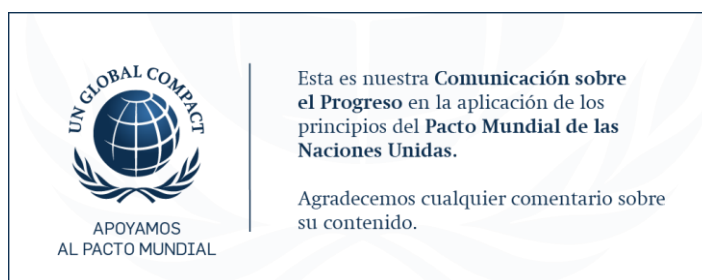 UN GLOBAL COMPACT
APOYAMOS
AL PACTO MUNDIAL
Esta es nuestra Comunicación sobre
el Progreso en la aplicación de los
principios del Pacto Mundial de las
Naciones Unidas.
Agradecemos cualquier comentario sobre
su contenido.